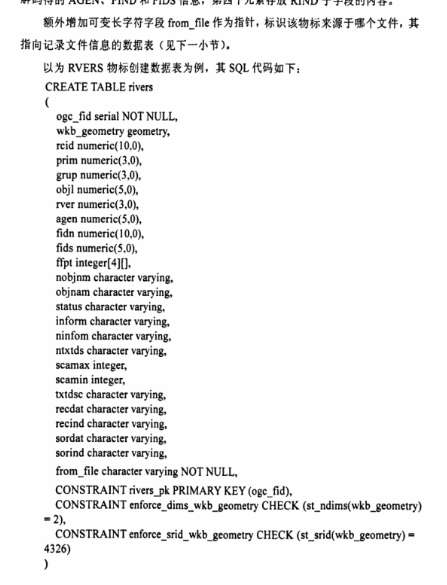 解码得的 AGEN、FIND 和 FIDS 信息，第四个元素存放 RIND 子字段的内容。
额外增加可变长字符字段 from_file 作为指针，标识该物标来源于哪个文件，其
指向记录文件信息的数据表（见下一小节）。
以为 RVERS 物标创建数据表为例，其 SQL 代码如下：
CREATE TABLE rivers
(
ogc_fid serial NOT NULL,
wkb_geometry geometry,
rcid numeric(10,0),
prim numeric(3,0),
grup numeric(3,0),
objl numeric(5,0),
rver numeric(3,0),
agen numeric(5,0),
fidn numeric(10,0),
fids numeric(5,0),
ffpt integer[4][],
nobjnm character varying,
objnam character varying,
status character varying,
inform character varying,
ninfom character varying,
ntxtds character varying,
scamax integer,
scamin integer,
txtdsc character varying,
recdat character varying,
recind character varying,
sordat character varying,
sorind character varying,
from_file character varying NOT NULL,
CONSTRAINT rivers_pk PRIMARY KEY (ogc_fid),
CONSTRAINT enforce_dims_wkb_geometry CHECK (st_ndims(wkb_geometry)
= 2),
CONSTRAINT enforce_srid_wkb_geometry CHECK (st_srid(wkb_geometry) =
4326)
)